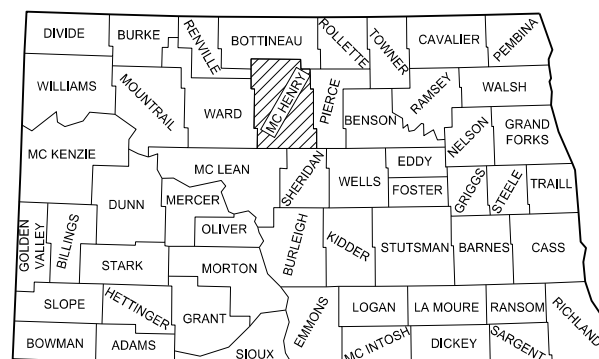 DIVIDE
BURKE
RENVILLE
BOTTINEAU
ROLLETTE
TOWNER
CAVALIER
PEMBINA
WILLIAMS
MOUNTRAIL
WARD
MC HENRY
PIERCE
BENSON
RAMSEY
WALSH
MC KENZIE
NELSON
GRAND
FORKS
MC LEAN
SHERIDAN
WELLS
EDDY
FOSTER
GRIGGS
STEELE
TRAILL
DUNN
MERCER
OLIVER
GOLDEN
VALLEY
BILLINGS
STARK
MORTON
BURLEIGH
KIDDER
STUTSMAN
BARNES
CASS
SLOPE
HETTINGER
GRANT
EMMONS
LOGAN
LA MOURE
RANSOM
RICHLAND
BOWMAN
ADAMS
SIOUX
MC INTOSH
DICKEY
SARGENT